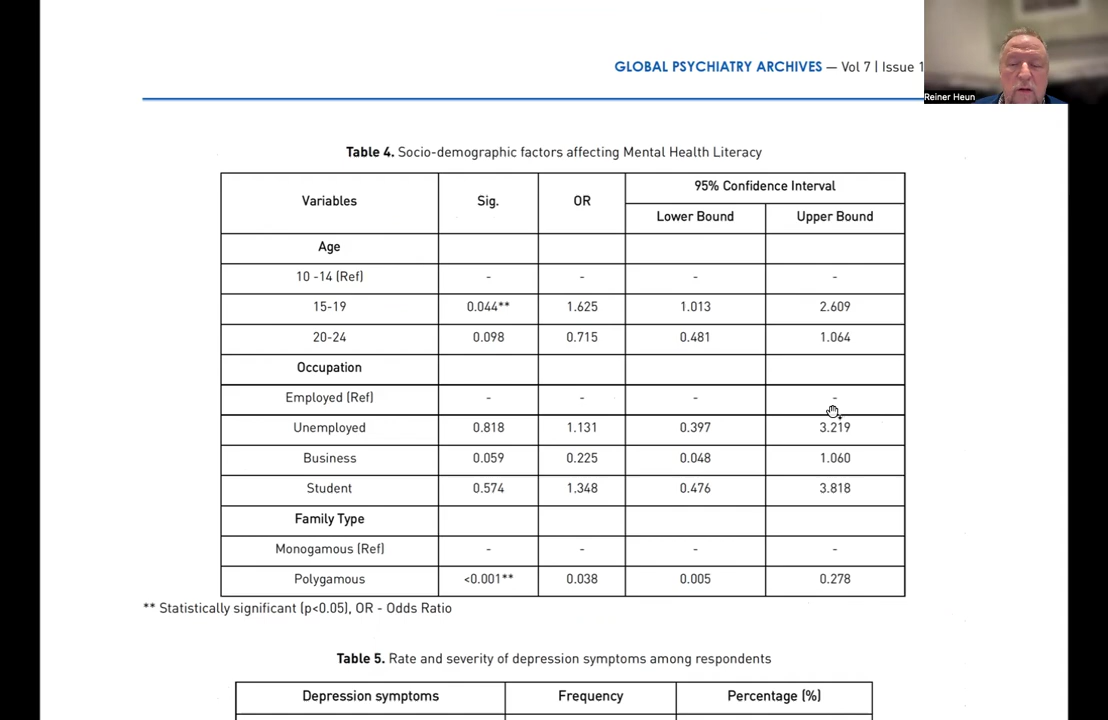 GLOBAL PSYCHIATRY ARCHIVES — Vol 7 | Issue 1
Reiner Heun
Table 4. Socio-demographic factors affecting Mental Health Literacy
Variables Sig. OR 95% Confidence Interval
Lower Bound Upper Bound
Age
10 -14 (Ref) - - - -
15-19 0.044** 1.625 1.013 2.609
20-24 0.098 0.715 0.481 1.064
Occupation
Employed (Ref) - - - -
Unemployed 0.818 1.131 0.397 3.219
Business 0.059 0.225 0.048 1.060
Student 0.574 1.348 0.476 3.818
Family Type
Monogamous (Ref) - - - -
Polygamous <0.001** 0.038 0.005 0.278
** Statistically significant (p<0.05), OR - Odds Ratio
Table 5. Rate and severity of depression symptoms among respondents
Depression symptoms Frequency Percentage (%)